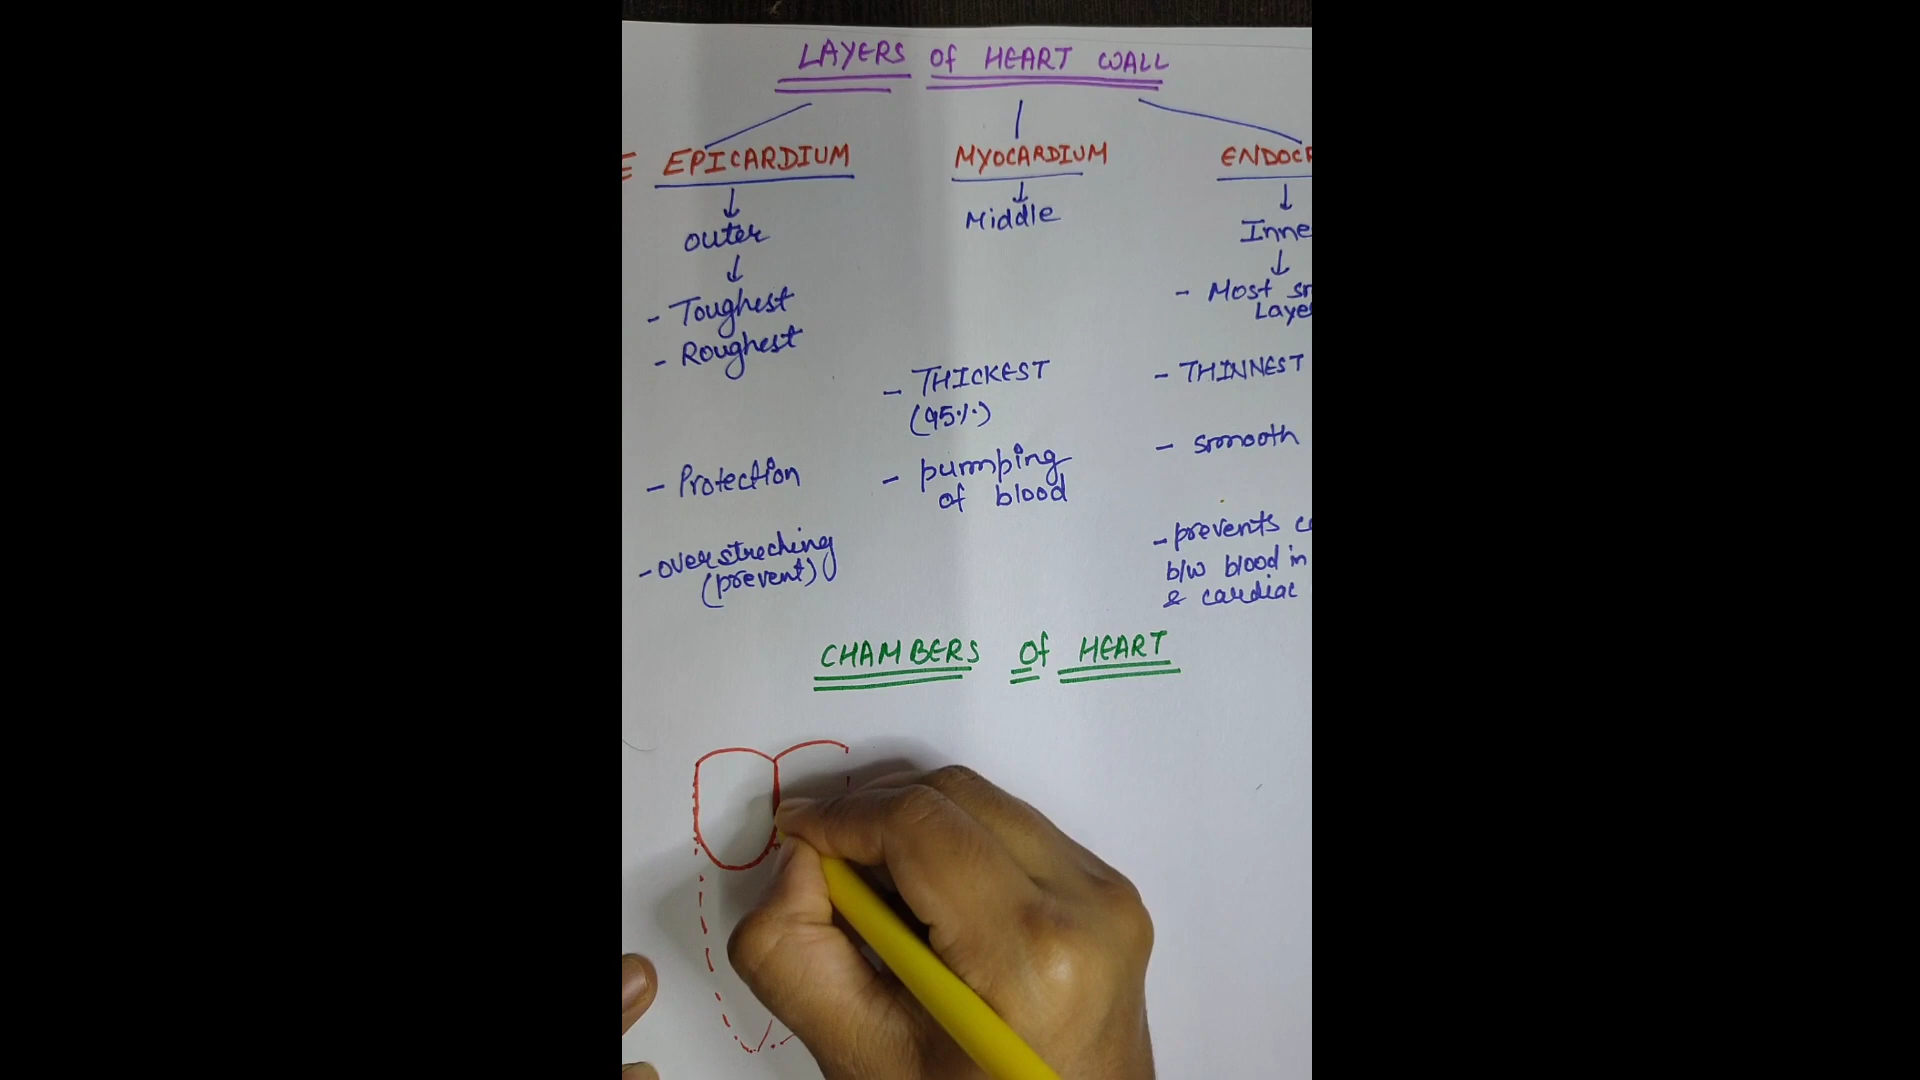 LAYERS Of HEART WALL
E EPICARDIUM
MYOCARDIUM
ENDOC
Outer
Middle
Inne
- Toughest
- Roughest
- Most
Laye
- THICKEST
(95%)
- THINNEST
- smooth
- Protection
- pumping
of blood
- overstreching
(prevent)
- prevents
b/w blood in
& cardiac
CHAMBERS Of HEART